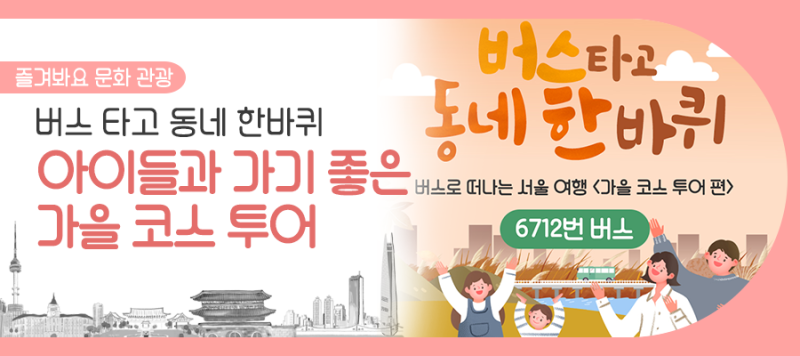 즐겨봐요 문화 관광
버스 타고 동네 한바퀴
아이들과 가기 좋은
가을 코스 투어
버스타고
동네 한 바퀴
버스로 떠나는 서울 여행 <가을 코스 투어 편>
6712번 버스